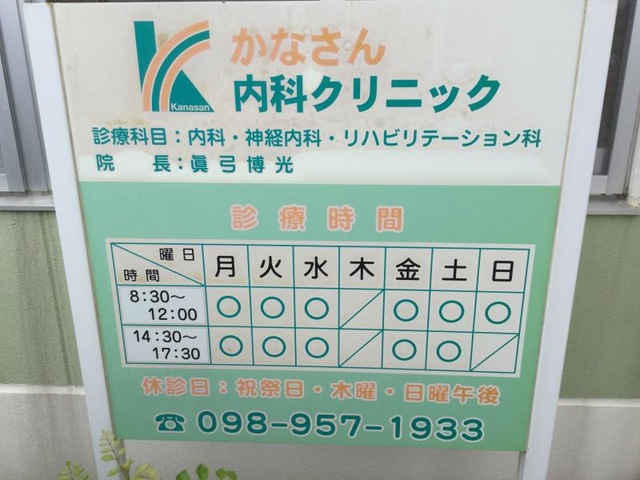 かなさん
Kanasan
内科クリニック
診療科目：内科・神経内科・リハビリテーション科
院　長：眞弓博光
診療時間
曜日 月 火 水 木 金 土 日
時間
8:30～12:00 ○ ○ ○ ／ ○ ○ ○
14:30～17:30 ○ ○ ○ ／ ○ ○ ／
休診日：祝祭日・木曜・日曜午後
☎ 098-957-1933